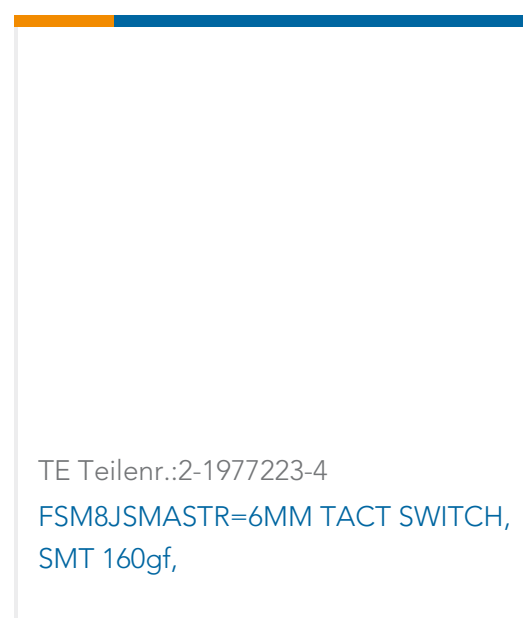 TE Teilenr.:2-1977223-4
FSM8JSMASTR=6MM TACT SWITCH,
SMT 160gf,